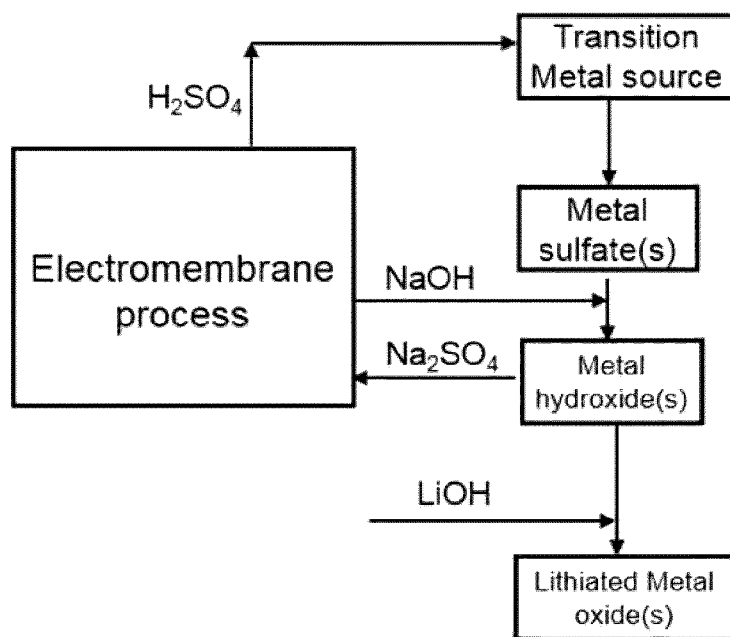 Transition
Metal source
H₂SO₄
Metal
sulfate(s)
Electromembrane
process
NaOH
Na₂SO₄
Metal
hydroxide(s)
LiOH
Lithiated Metal
oxide(s)